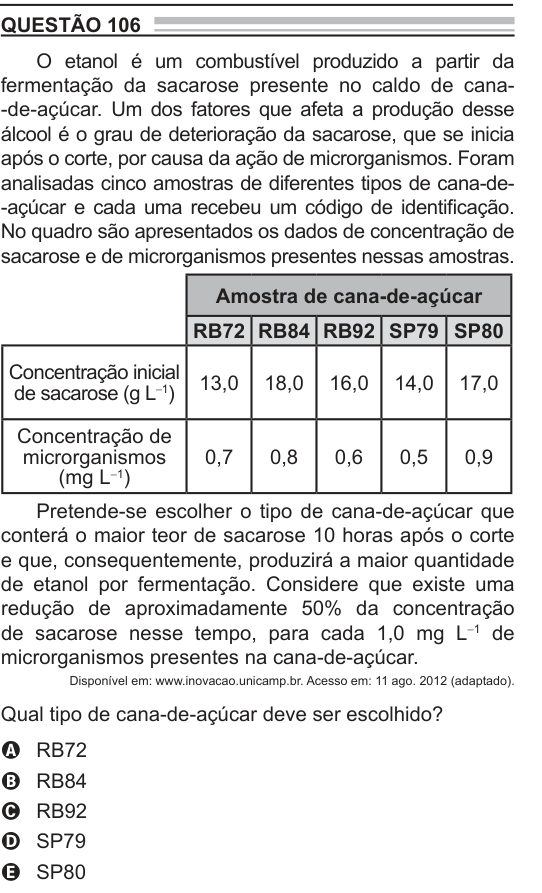 QUESTÃO 106
O etanol é um combustível produzido a partir da
fermentação da sacarose presente no caldo de cana-
-de-açúcar. Um dos fatores que afeta a produção desse
álcool é o grau de deterioração da sacarose, que se inicia
após o corte, por causa da ação de microrganismos. Foram
analisadas cinco amostras de diferentes tipos de cana-de-
-açúcar e cada uma recebeu um código de identificação.
No quadro são apresentados os dados de concentração de
sacarose e de microrganismos presentes nessas amostras.
Amostra de cana-de-açúcar
RB72 RB84 RB92 SP79 SP80
Concentração inicial
de sacarose (g L⁻¹) 13,0 18,0 16,0 14,0 17,0
Concentração de
microrganismos 0,7 0,8 0,6 0,5 0,9
(mg L⁻¹)
Pretende-se escolher o tipo de cana-de-açúcar que
conterá o maior teor de sacarose 10 horas após o corte
e que, consequentemente, produzirá a maior quantidade
de etanol por fermentação. Considere que existe uma
redução de aproximadamente 50% da concentração
de sacarose nesse tempo, para cada 1,0 mg L⁻¹ de
microrganismos presentes na cana-de-açúcar.
Disponível em: www.inovacao.unicamp.br. Acesso em: 11 ago. 2012 (adaptado).
Qual tipo de cana-de-açúcar deve ser escolhido?
A RB72
B RB84
C RB92
D SP79
E SP80